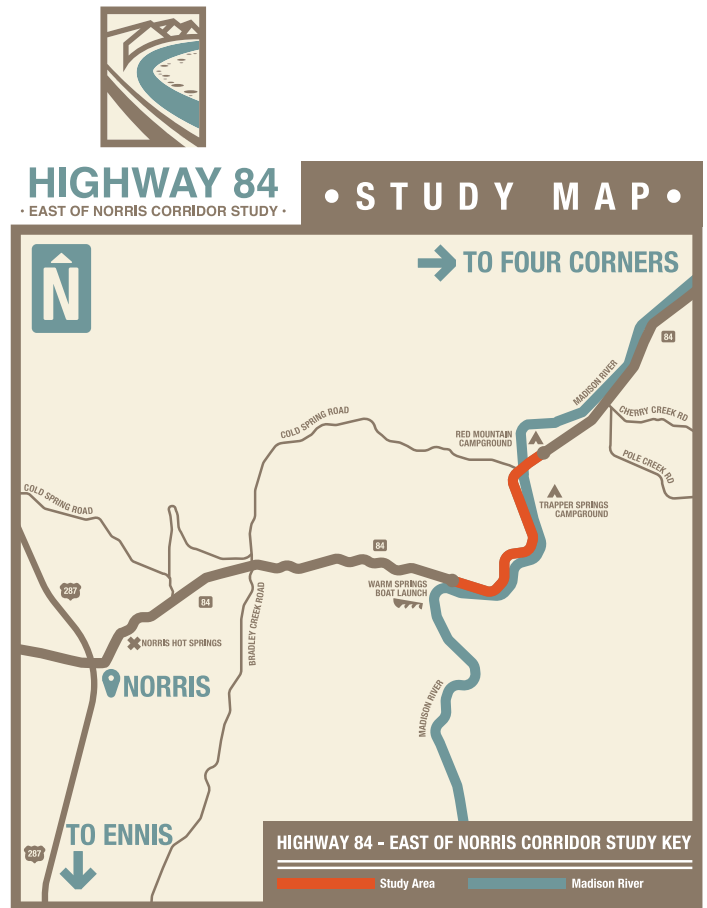 HIGHWAY 84
· EAST OF NORRIS CORRIDOR STUDY ·
• STUDY MAP •
N
TO FOUR CORNERS
84
MADISON RIVER
CHERRY CREEK RD
POLE CREEK RD
RED MOUNTAIN
CAMPGROUND
COLD SPRING ROAD
TRAPPER SPRINGS
CAMPGROUND
COLD SPRING ROAD
84
WARM SPRINGS
BOAT LAUNCH
287
84
BRADLEY CREEK ROAD
NORRIS HOT SPRINGS
NORRIS
MADISON RIVER
TO ENNIS
287
HIGHWAY 84 - EAST OF NORRIS CORRIDOR STUDY KEY
Study Area
Madison River